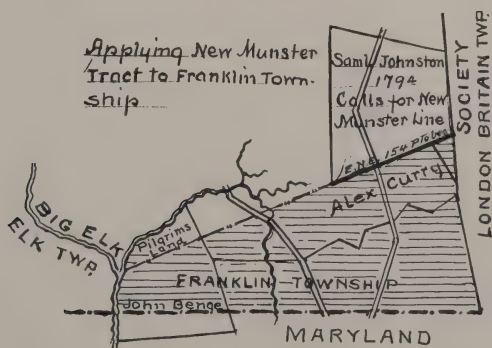 Applying New Munster
Tract to Franklin Town-
ship
Saml Johnston
1794
Calls for New
Munster Line
SOCIETY
LONDON BRITAIN TWP.
E.N.E. 154 P to
Alex Curry
BIG ELK
ELK TWP.
Pilgrims
Land
FRANKLIN TOWNSHIP
John Benge
MARYLAND